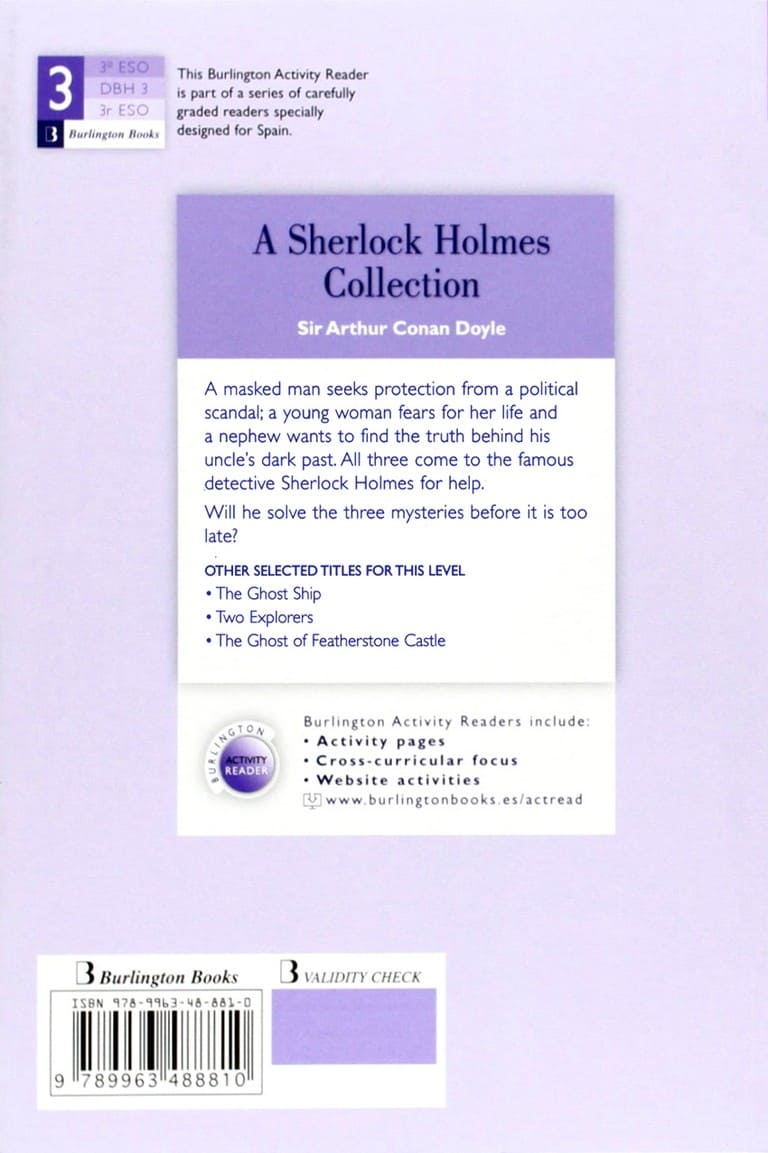 3
3º ESO
DBH 3
3r ESO
B Burlington Books
This Burlington Activity Reader
is part of a series of carefully
graded readers specially
designed for Spain.
A Sherlock Holmes
Collection
Sir Arthur Conan Doyle
A masked man seeks protection from a political
scandal; a young woman fears for her life and
a nephew wants to find the truth behind his
uncle's dark past. All three come to the famous
detective Sherlock Holmes for help.
Will he solve the three mysteries before it is too
late?
OTHER SELECTED TITLES FOR THIS LEVEL
• The Ghost Ship
• Two Explorers
• The Ghost of Featherstone Castle
BURLINGTON
ACTIVITY
READER
Burlington Activity Readers include:
• Activity pages
• Cross-curricular focus
• Website activities
www.burlingtonbooks.es/actread
B Burlington Books
B VALIDITY CHECK
ISBN 978-9963-48-881-0
9 789963 488810